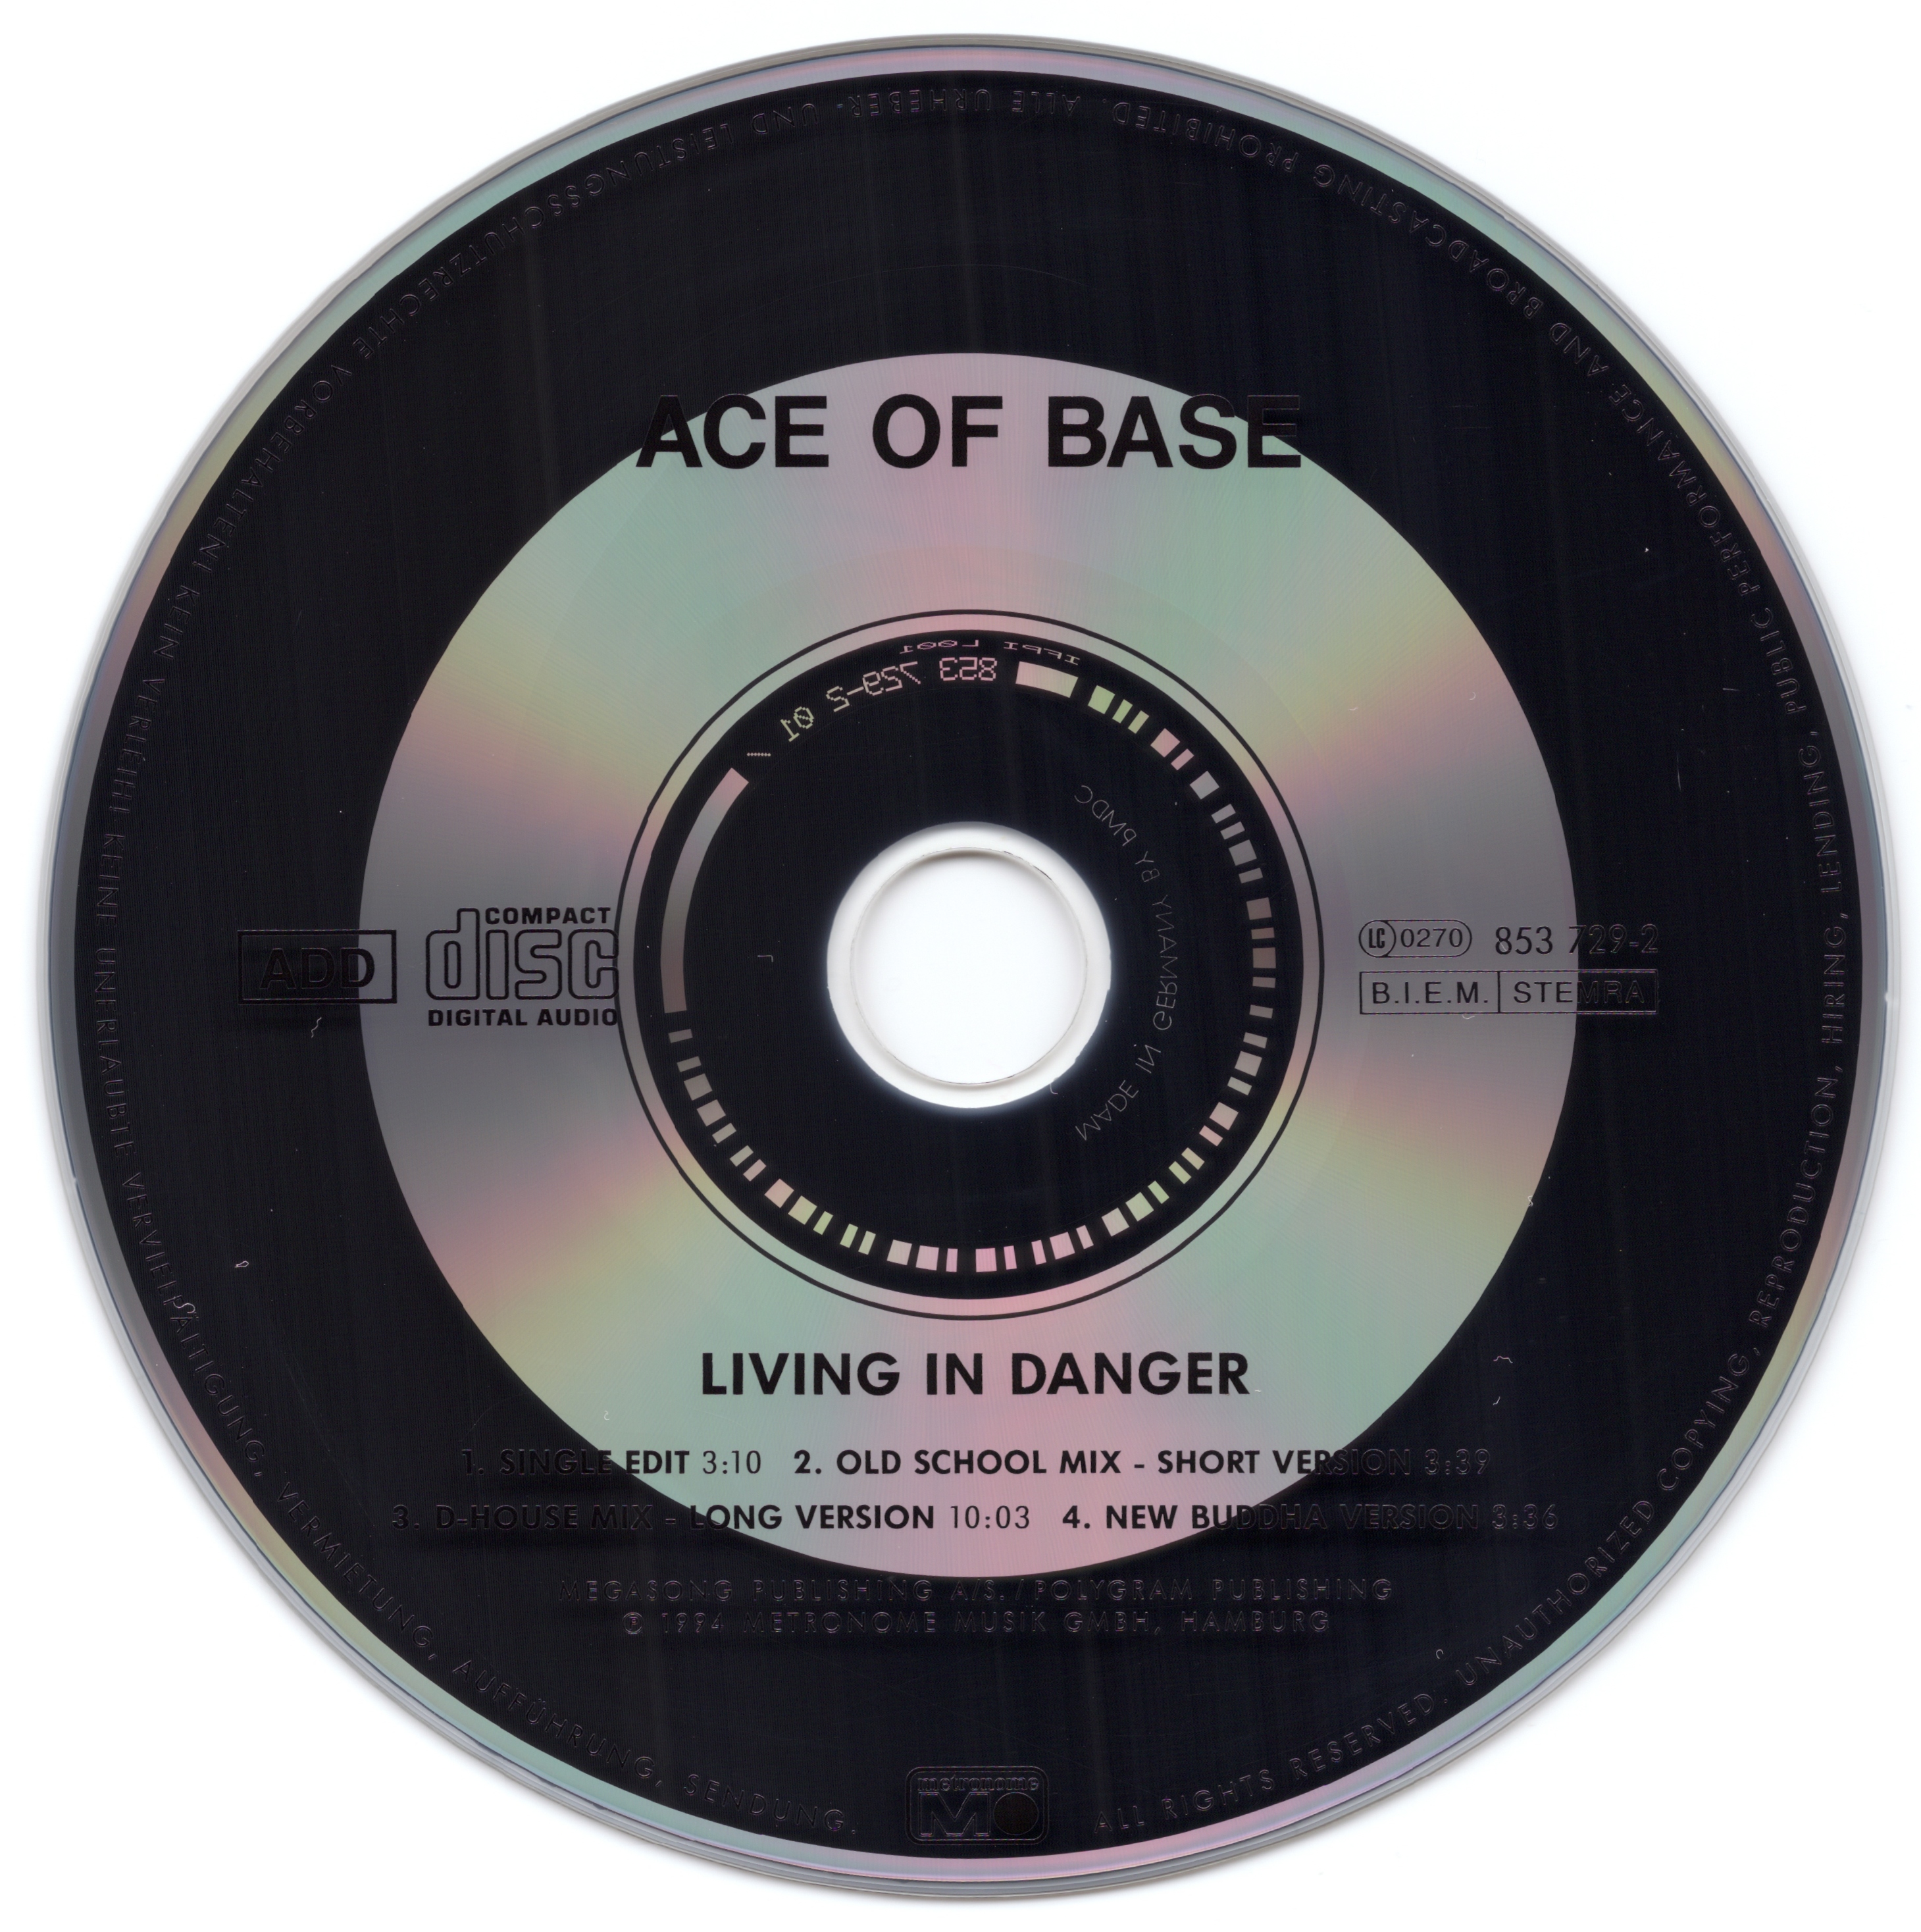 ACE OF BASE
IFPI L001
853 729-2 01
MADE IN GERMANY BY PMDC
ADD
COMPACT
disc
DIGITAL AUDIO
LC 0270 853 729-2
B.I.E.M. STEMRA
LIVING IN DANGER
1. SINGLE EDIT 3:10 2. OLD SCHOOL MIX - SHORT VERSION 3:39
3. D-HOUSE MIX - LONG VERSION 10:03 4. NEW BUDDHA VERSION 3:36
MEGASONG PUBLISHING A/S. / POLYGRAM PUBLISHING
℗ 1994 METRONOME MUSIK GMBH, HAMBURG
metronome
M
ALL RIGHTS RESERVED. UNAUTHORIZED COPYING, REPRODUCTION, HIRING, LENDING, PUBLIC PERFORMANCE AND BROADCASTING PROHIBITED. ALLE URHEBER- UND LEISTUNGSSCHUTZRECHTE VORBEHALTEN! KEIN VERLEIH! KEINE UNERLAUBTE VERVIELFÄLTIGUNG, VERMIETUNG, AUFFÜHRUNG, SENDUNG.